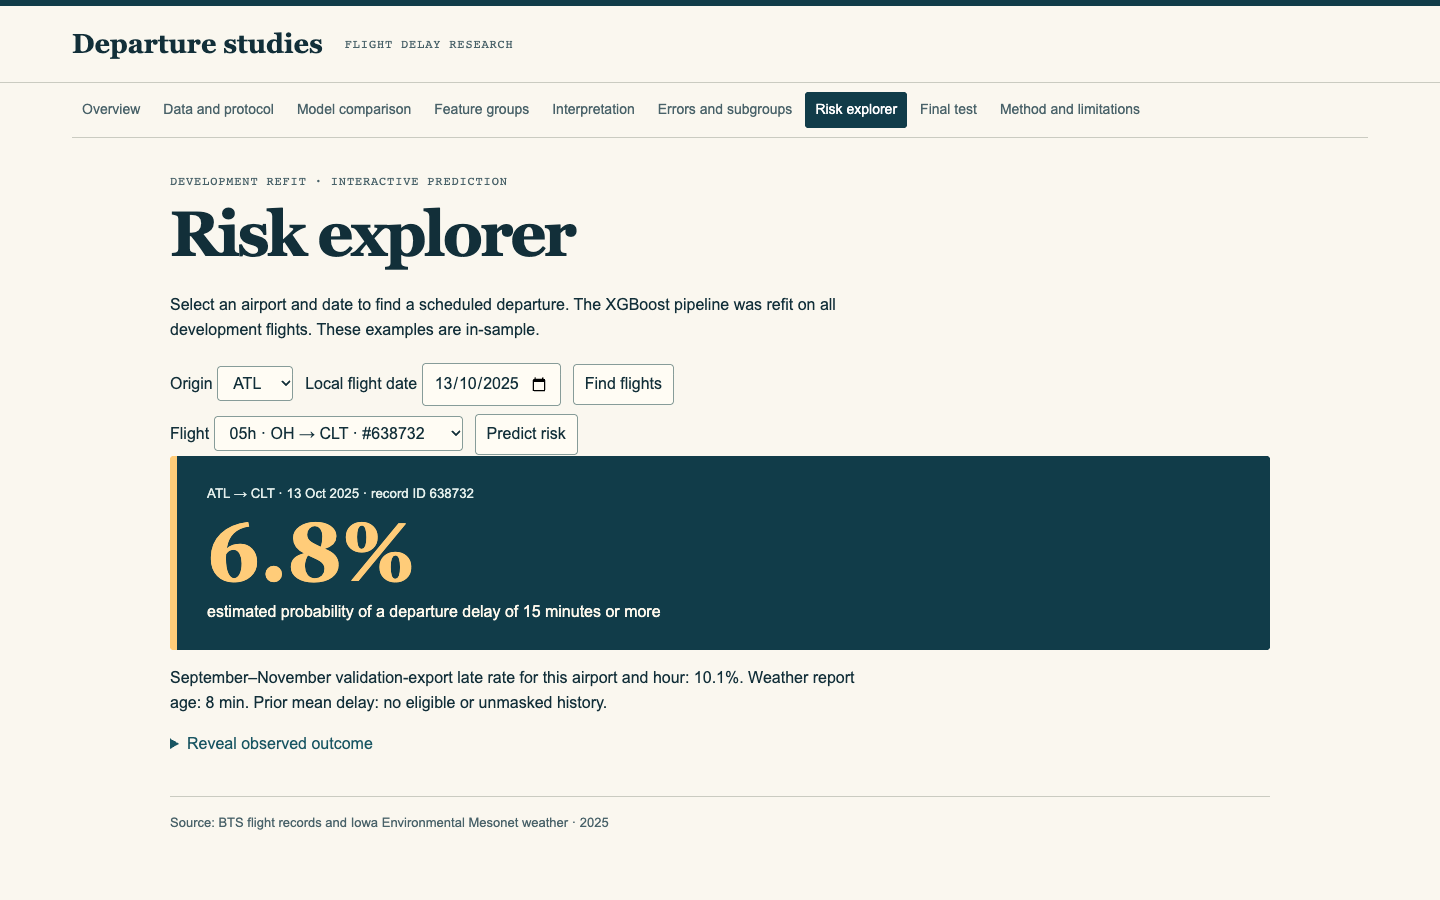 Departure studies FLIGHT DELAY RESEARCH
Overview Data and protocol Model comparison Feature groups Interpretation Errors and subgroups Risk explorer Final test Method and limitations
DEVELOPMENT REFIT · INTERACTIVE PREDICTION
Risk explorer
Select an airport and date to find a scheduled departure. The XGBoost pipeline was refit on all
development flights. These examples are in-sample.
Origin ATL Local flight date 13/10/2025 Find flights
Flight 05h · OH → CLT · #638732 Predict risk
ATL → CLT · 13 Oct 2025 · record ID 638732
6.8%
estimated probability of a departure delay of 15 minutes or more
September–November validation-export late rate for this airport and hour: 10.1%. Weather report
age: 8 min. Prior mean delay: no eligible or unmasked history.
Reveal observed outcome
Source: BTS flight records and Iowa Environmental Mesonet weather · 2025